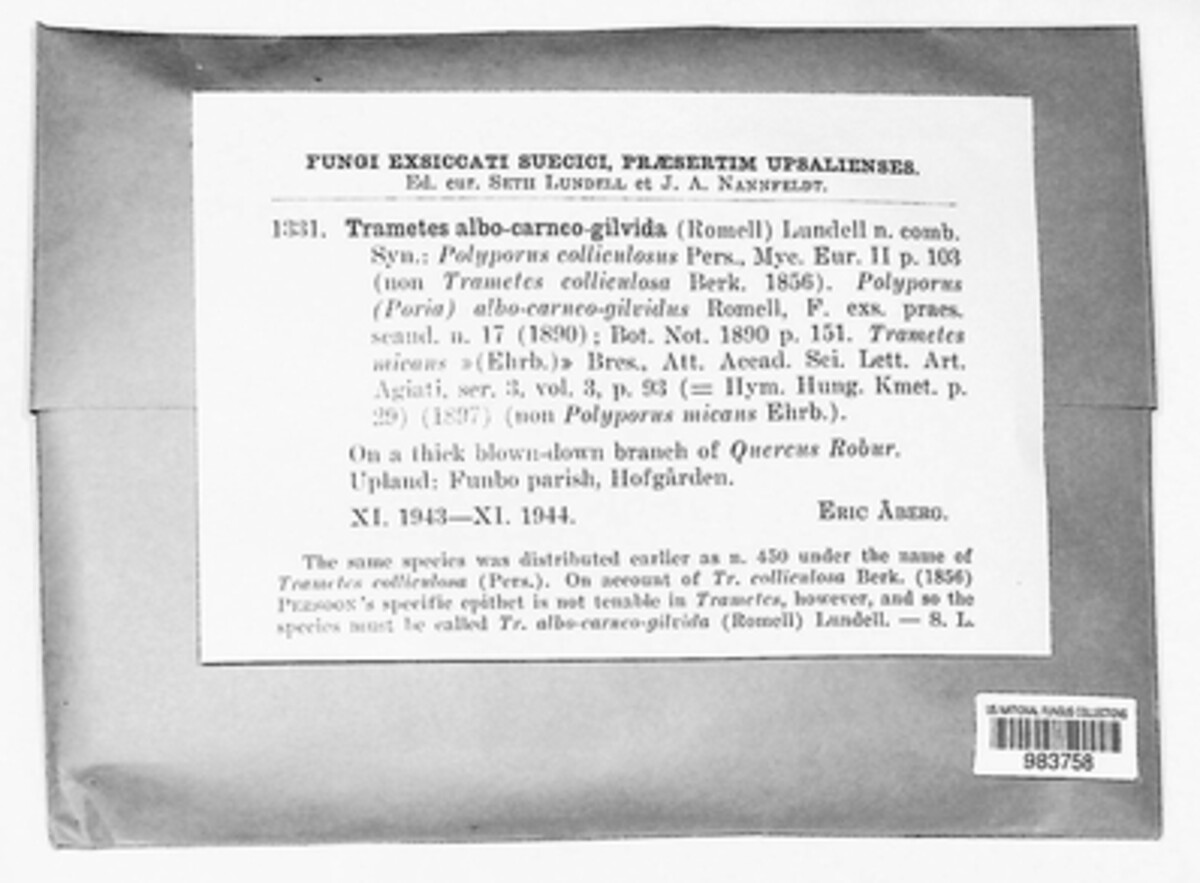 FUNGI EXSICCATI SUECICI, PRÆSERTIM UPSALIENSES.
Ed. cur. SETH LUNDELL et J. A. NANNFELDT.
1331. Trametes albo-carneo-gilvida (Romell) Lundell n. comb.
Syn.: Polyporus colliculosus Pers., Myc. Eur. II p. 103
(non Trametes colliculosa Berk. 1856). Polyporus
(Poria) albo-carneo-gilvidus Romell, F. exs. praes.
scand. n. 17 (1890); Bot. Not. 1890 p. 151. Trametes
micans »(Ehrb.)» Bres., Att. Accad. Sci. Lett. Art.
Agiati, ser. 3, vol. 3, p. 93 (= Hym. Hung. Kmet. p.
29) (1897) (non Polyporus micans Ehrb.).
On a thick blown-down branch of Quercus Robur.
Upland: Funbo parish, Hofgården.
XI. 1943—XI. 1944. ERIC ÅBERG.
The same species was distributed earlier as n. 450 under the name of
Trametes colliculosa (Pers.). On account of Tr. colliculosa Berk. (1856)
PERSOON's specific epithet is not tenable in Trametes, however, and so the
species must be called Tr. albo-carneo-gilvida (Romell) Lundell. — S. L.
US NATIONAL FUNGUS COLLECTIONS
983758